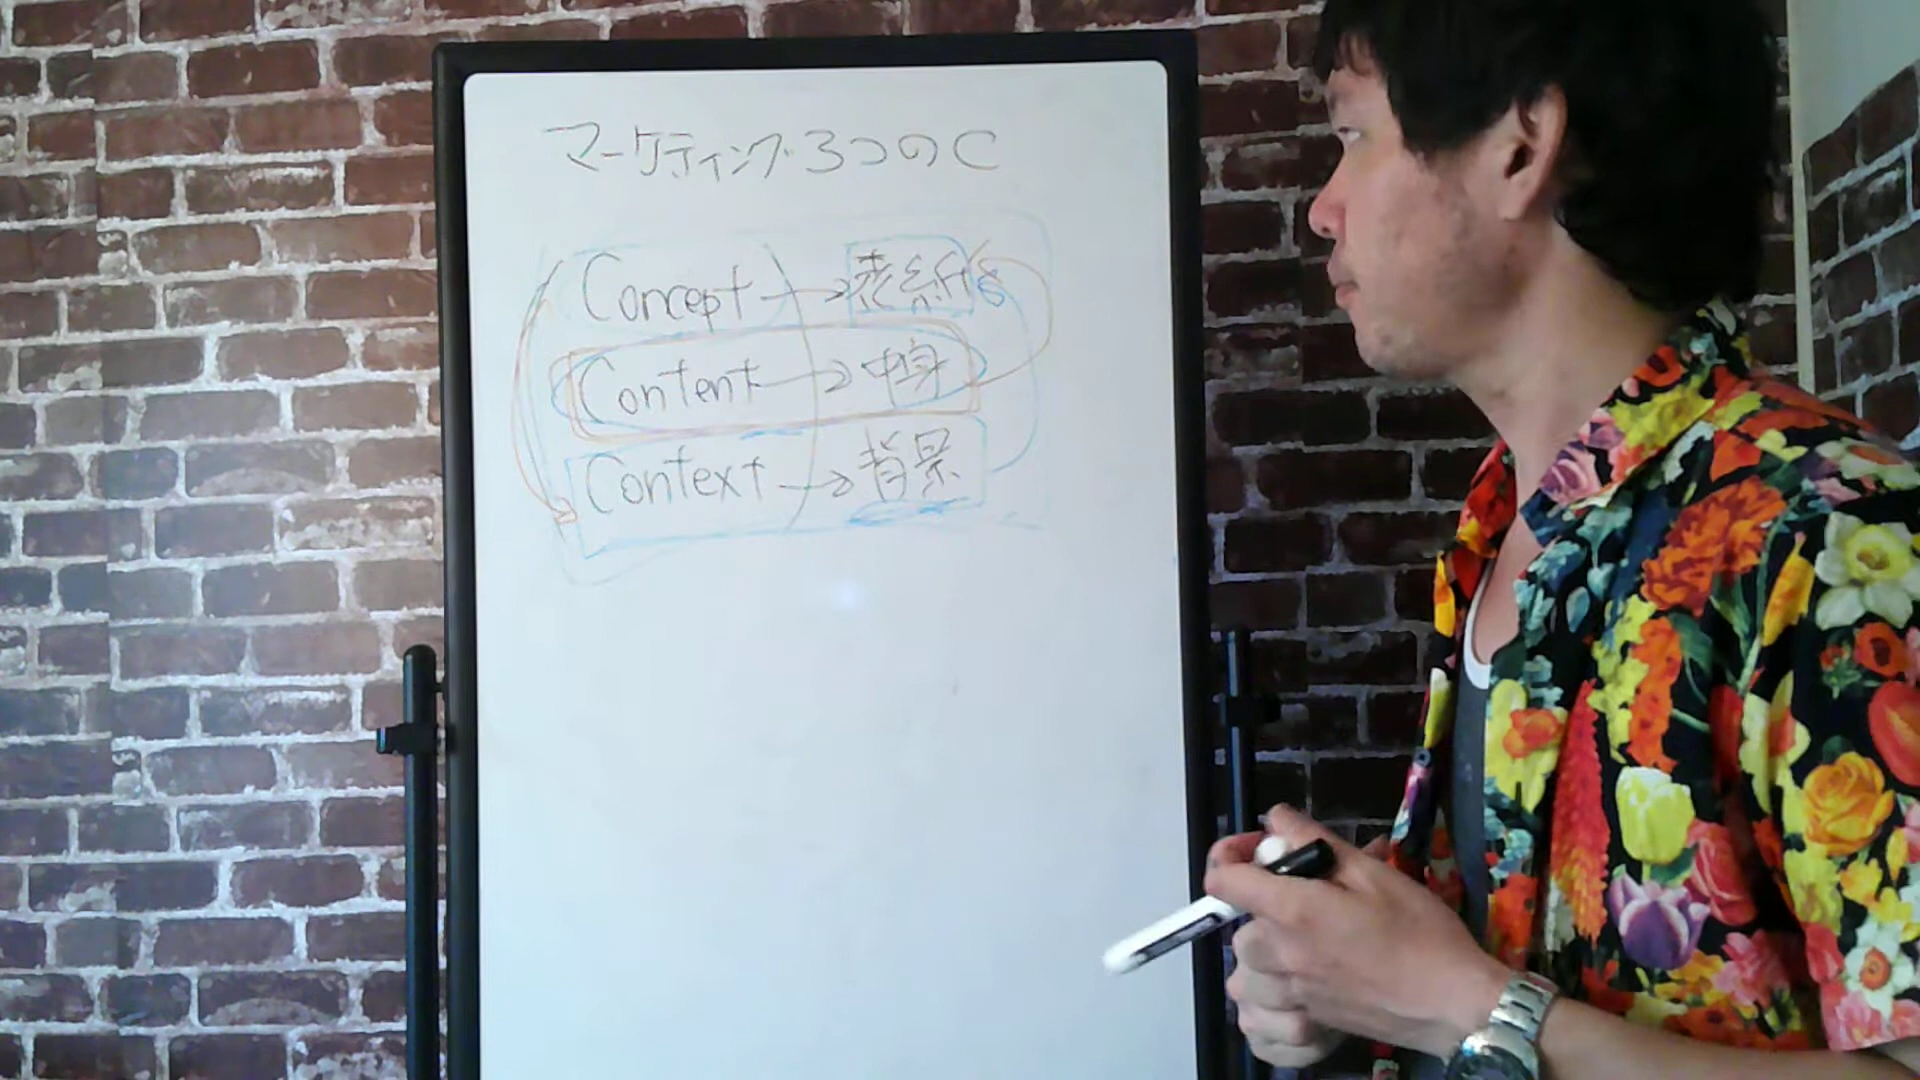 マーケティング3つのC
Concept → 表紙
Content → 中身
Context → 背景